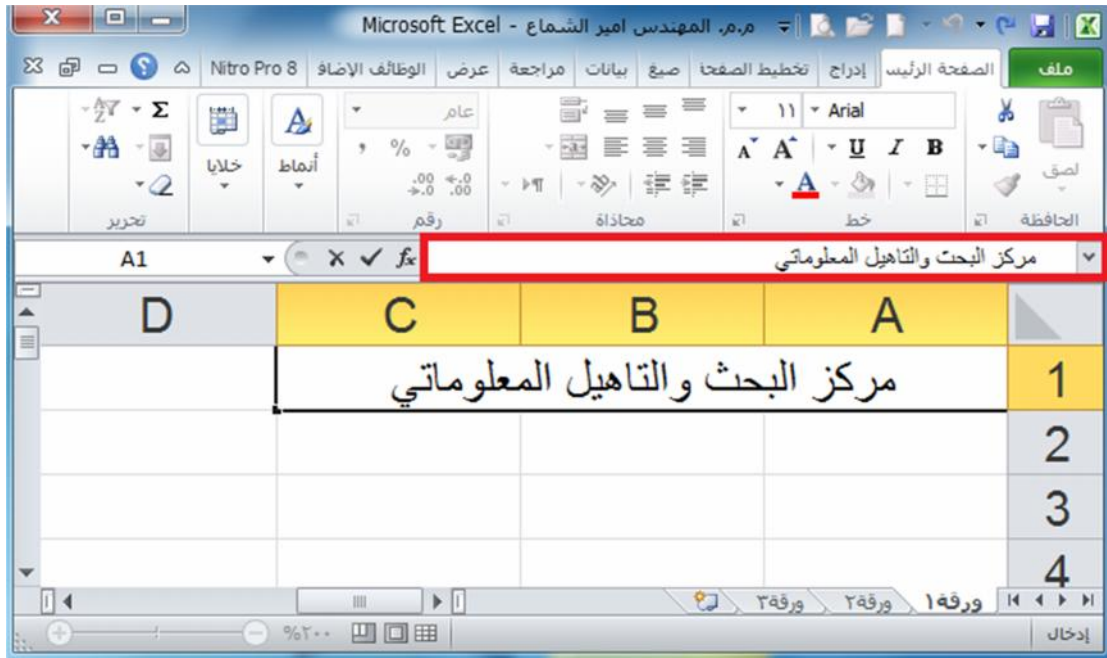 م.م. المهندس امير الشماع - Microsoft Excel
ملف الصفحة الرئيس إدراج تخطيط الصفحة صيغ بيانات مراجعة عرض الوظائف الإضاف Nitro Pro 8
Arial ١١ عام
لصق B I U A A % أنماط خلايا
A
الحافظة خط محاذاة رقم تحرير
مركز البحث والتاهيل المعلوماتي fx A1
A B C D
1 مركز البحث والتاهيل المعلوماتي
2
3
4
ورقة١ ورقة٢ ورقة٣
إدخال ٢٠٠%